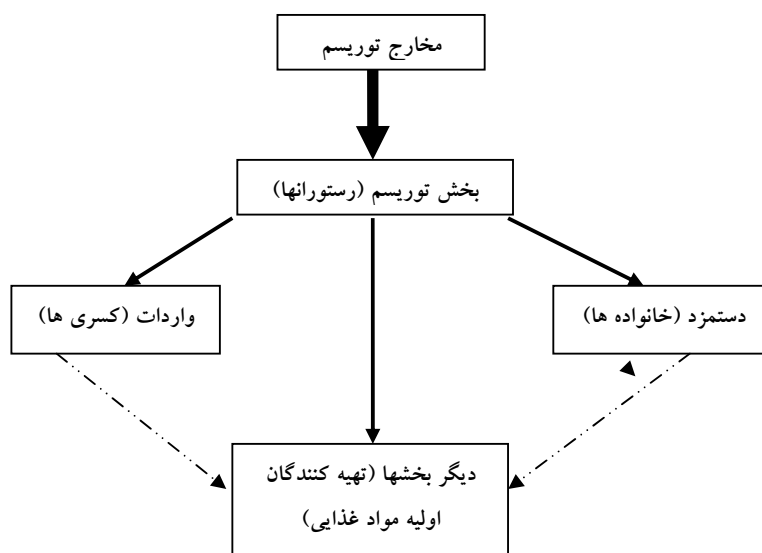 مخارج توریسم
بخش توریسم (رستورانها)
دستمزد (خانواده ها)
واردات (کسری ها)
دیگر بخشها (تهیه کنندگان
اولیه مواد غذایی)